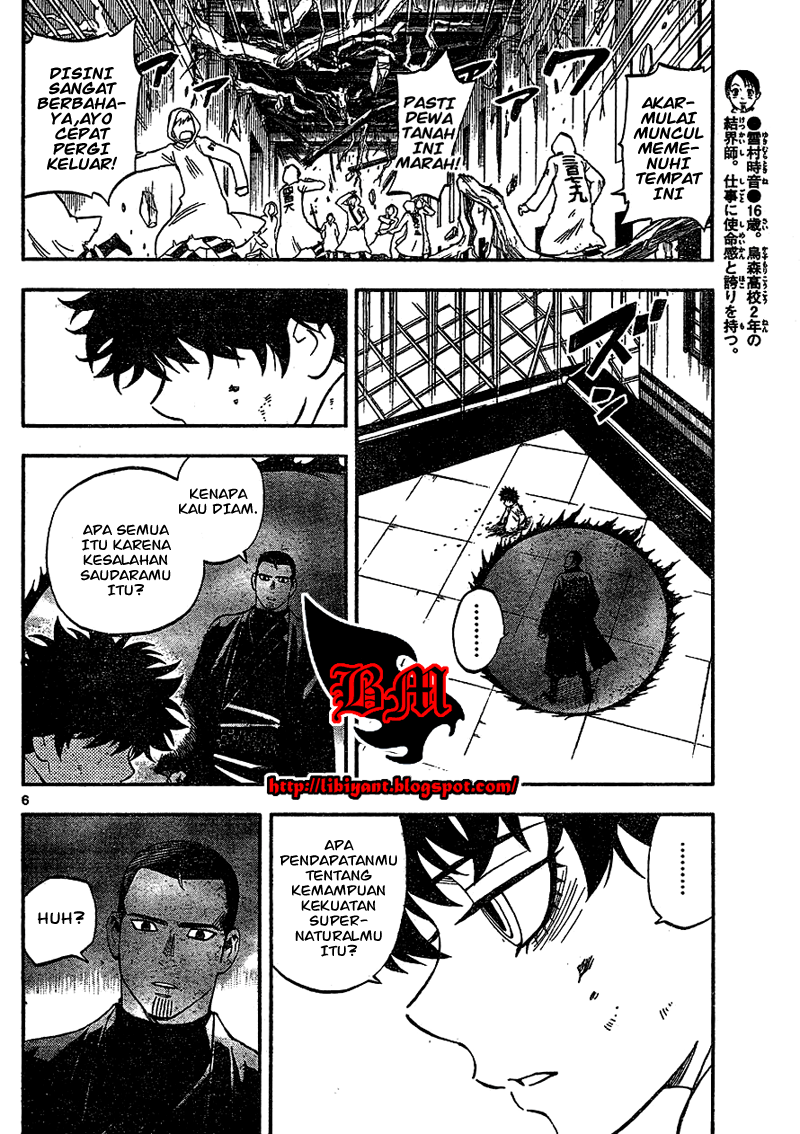 AKAR-
MULAI
MUNCUL
MEME-
NUHI
TEMPAT
INI
PASTI
DEWA
TANAH
INI
MARAH!
DISINI
SANGAT
BERBAHA-
YA,AYO
CEPAT
PERGI
KELUAR!
●雪村時音●16歳。烏森高校2年の
結界師。仕事に使命感と誇りを持つ。
ズン
.........
KENAPA
KAU DIAM.
APA SEMUA
ITU KARENA
KESALAHAN
SAUDARAMU
ITU?
BM
http://libiyant.blogspot.com/
6
.........
APA
PENDAPATANMU
TENTANG
KEMAMPUAN
KEKUATAN
SUPER-
NATURALMU
ITU?
HUH?